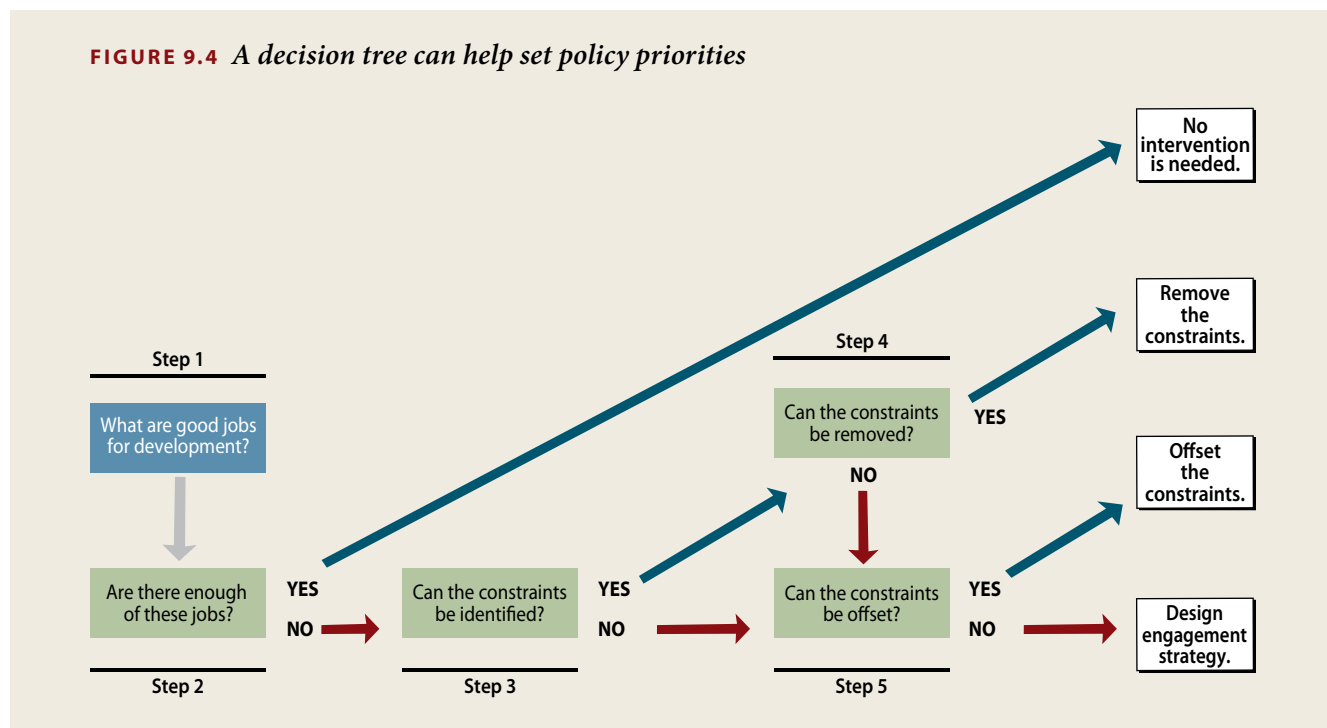 FIGURE 9.4 A decision tree can help set policy priorities
No
intervention
is needed.
Remove
the
constraints.
Step 1
What are good jobs
for development?
Step 4
Can the constraints
be removed?
YES
NO
Offset
the
constraints.
Are there enough
of these jobs?
YES
NO
Step 2
Can the constraints
be identified?
YES
NO
Step 3
Can the constraints
be offset?
YES
NO
Step 5
Design
engagement
strategy.